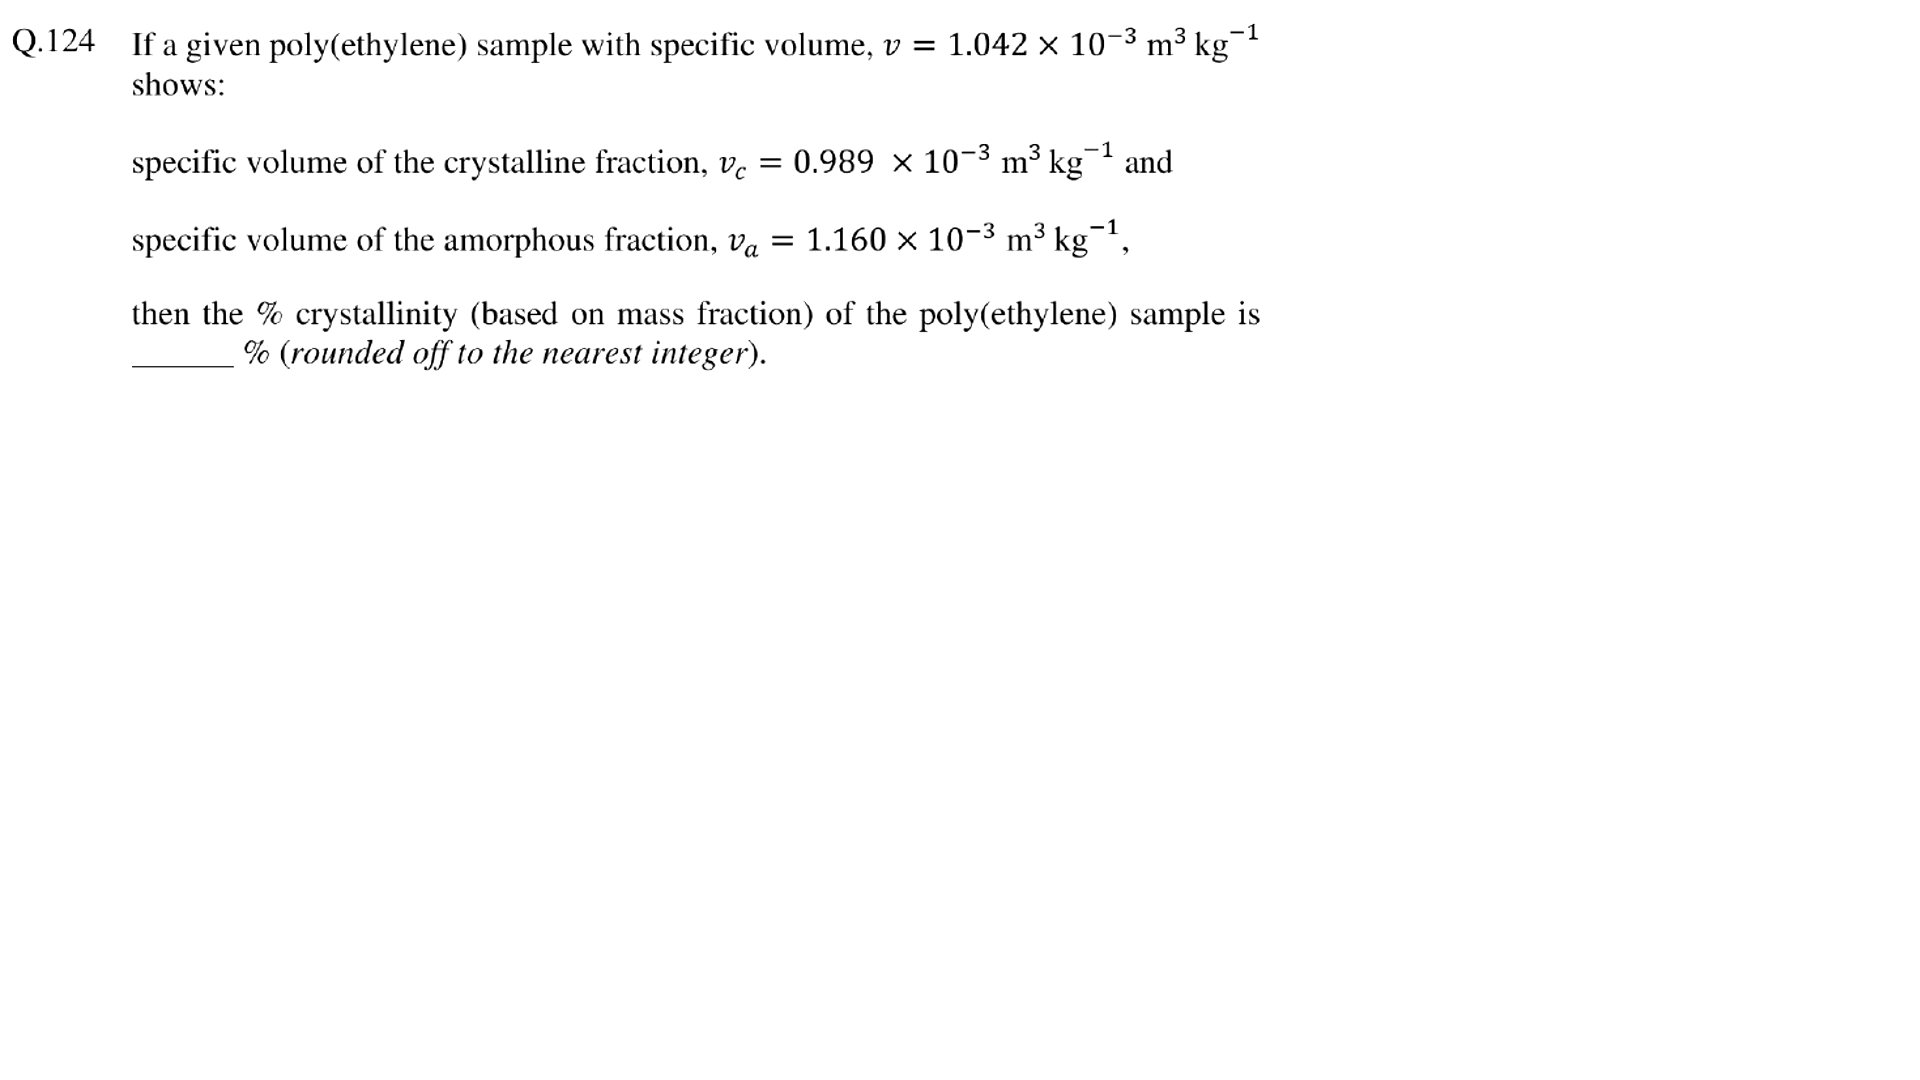 Q.124 If a given poly(ethylene) sample with specific volume, 𝑣 = 1.042 × 10⁻³ m³ kg⁻¹
shows:
specific volume of the crystalline fraction, 𝑣𝑐 = 0.989 × 10⁻³ m³ kg⁻¹ and
specific volume of the amorphous fraction, 𝑣𝑎 = 1.160 × 10⁻³ m³ kg⁻¹,
then the % crystallinity (based on mass fraction) of the poly(ethylene) sample is
______ % (rounded off to the nearest integer).